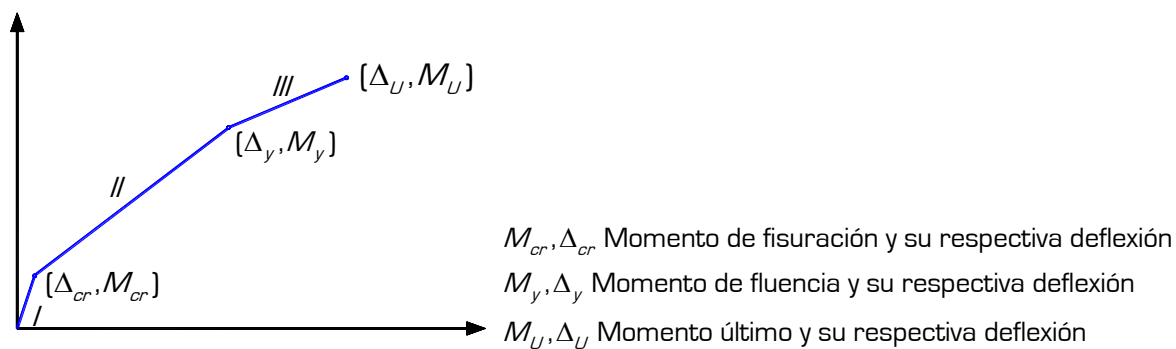 III
(Δ_U, M_U)
(Δ_y, M_y)
II
M_cr, Δ_cr Momento de fisuración y su respectiva deflexión
(Δ_cr, M_cr)
M_y, Δ_y Momento de fluencia y su respectiva deflexión
I
M_U, Δ_U Momento último y su respectiva deflexión